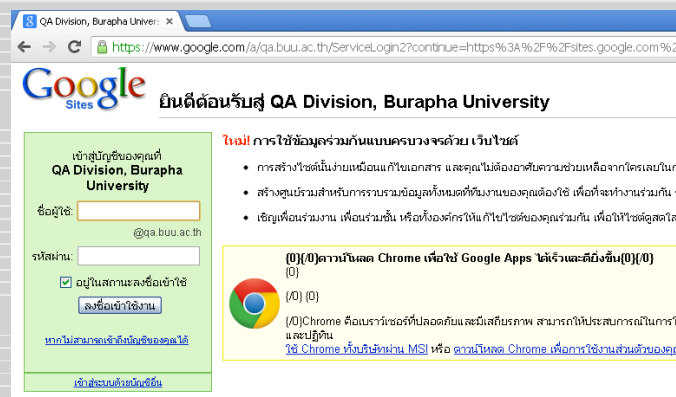 QA Division, Burapha Univer
https://www.google.com/a/qa.buu.ac.th/ServiceLogin2?continue=https%3A%2F%2Fsites.google.com%2
Google
Sites
ยินดีต้อนรับสู่ QA Division, Burapha University
เข้าสู่บัญชีของคุณที่
QA Division, Burapha
University
ชื่อผู้ใช้:
@qa.buu.ac.th
รหัสผ่าน:
อยู่ในสถานะลงชื่อเข้าใช้
ลงชื่อเข้าใช้งาน
หากไม่สามารถเข้าถึงบัญชีของคุณได้
เข้าสู่ระบบด้วยบัญชีอื่น
ใหม่! การใช้ข้อมูลร่วมกันแบบครบวงจรด้วย เว็บไซต์
การสร้างไซต์นั้นง่ายเหมือนแก้ไขเอกสาร และคุณไม่ต้องอาศัยความช่วยเหลือจากใครเลยใน
สร้างศูนย์รวมสำหรับการรวบรวมข้อมูลทั้งหมดที่ทีมงานของคุณต้องใช้ เพื่อที่จะทำงานร่วมกัน
เชิญเพื่อนร่วมงาน เพื่อนร่วมชั้น หรือทั้งองค์กรให้แก้ไขไซต์ของคุณร่วมกัน เพื่อให้ไซต์ดูสดใส
{0}{/0}ดาวน์โหลด Chrome เพื่อใช้ Google Apps ได้เร็วและดียิ่งขึ้น{0}{/0}
{0}
{/0} {0}
{/0}Chrome คือเบราว์เซอร์ที่ปลอดภัยและมีเสถียรภาพ สามารถให้ประสบการณ์ในการใ
และปฏิทิน
ใช้ Chrome ทั้งบริษัทผ่าน MSI หรือ ดาวน์โหลด Chrome เพื่อการใช้งานส่วนตัวของคุ